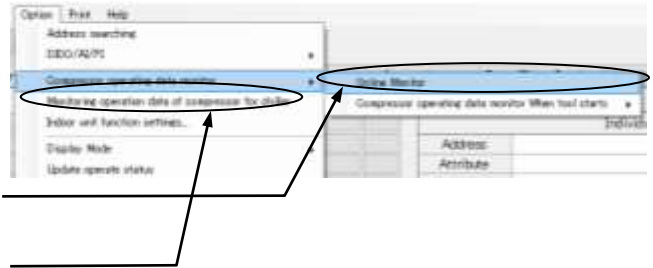 Option Print Help
Address searching
DIDO/AI/PI
Compressor operating data monitor
Online Monitor
Monitoring operation data of compressor for chiller
Compressor operating data monitor When tool starts
Indoor unit function settings...
Individ
Display Mode
Address
Update operate status
Attribute